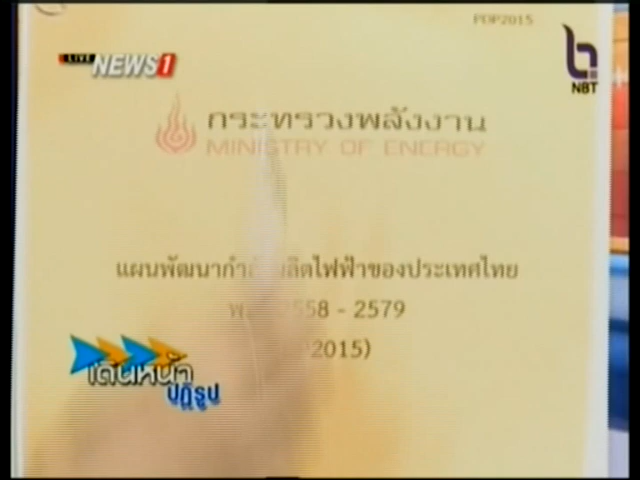 PDP2015
LIVE NEWS1
NBT
กระทรวงพลังงาน
MINISTRY OF ENERGY
แผนพัฒนากำ ผลิตไฟฟ้าของประเทศไทย
2558 - 2579
2015)
เดินหน้า
ปฏิรูป